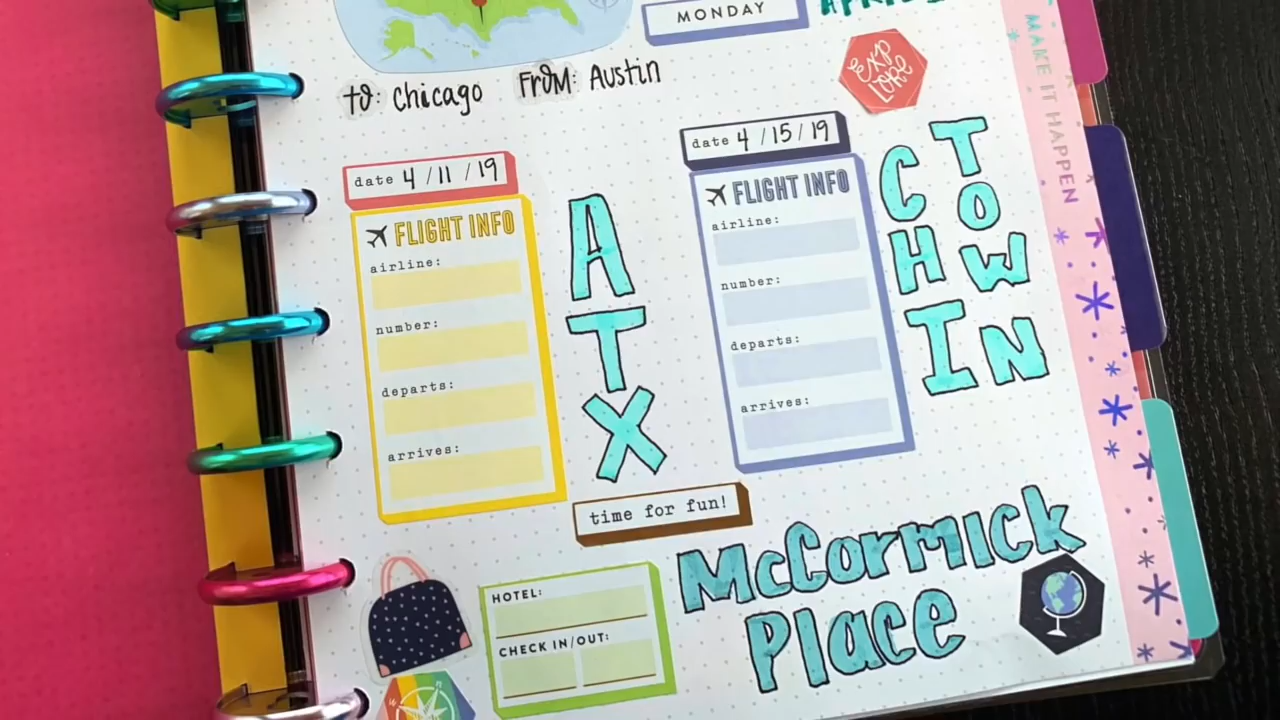 MONDAY
APRIL
to: Chicago FROM: Austin
EXPLORE
MAKE IT HAPPEN
date 4/11/19
FLIGHT INFO
airline:
number:
departs:
arrives:
ATX
date 4/15/19
FLIGHT INFO
airline:
number:
departs:
arrives:
CHI
TOWN
IN
time for fun!
HOTEL:
CHECK IN/OUT:
McCormick
Place